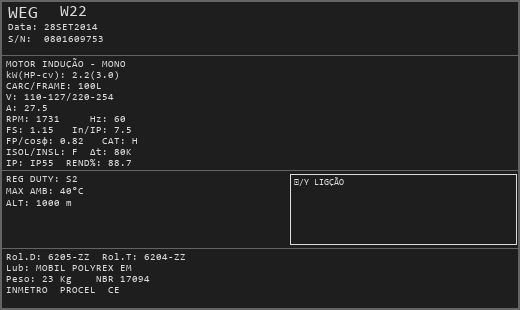 WEG W22
Data: 28SET2014
S/N: 0801609753
MOTOR INDUÇÃO - MONO
kW(HP-cv): 2.2(3.0)
CARC/FRAME: 100L
V: 110-127/220-254
A: 27.5
RPM: 1731 Hz: 60
FS: 1.15 In/IP: 7.5
FP/cosϕ: 0.82 CAT: H
ISOL/INSL: F Δt: 80K
IP: IP55 REND%: 88.7
REG DUTY: S2
MAX AMB: 40°C
ALT: 1000 m
/Y LIGÇÃO
Rol.D: 6205-ZZ Rol.T: 6204-ZZ
Lub: MOBIL POLYREX EM
Peso: 23 Kg NBR 17094
INMETRO PROCEL CE